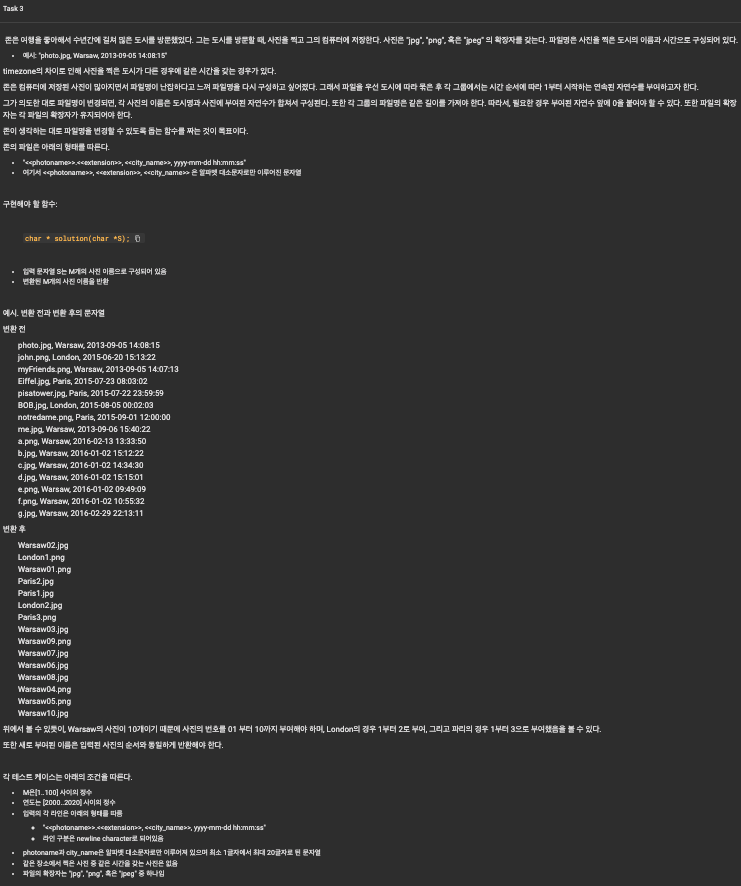 Task 3
존은 여행을 좋아해서 수년간에 걸쳐 많은 도시를 방문했었다. 그는 도시를 방문할 때, 사진을 찍고 그의 컴퓨터에 저장한다. 사진은 "jpg", "png", 혹은 "jpeg" 의 확장자를 갖는다. 파일명은 사진을 찍은 도시의 이름과 시간으로 구성되어 있다.
예시: "photo.jpg, Warsaw, 2013-09-05 14:08:15"
timezone의 차이로 인해 사진을 찍은 도시가 다른 경우에 같은 시간을 갖는 경우가 있다.
존은 컴퓨터에 저장된 사진이 많아지면서 파일명이 난잡하다고 느껴 파일명을 다시 구성하고 싶어졌다. 그래서 파일을 우선 도시에 따라 묶은 후 각 그룹에서는 시간 순서에 따라 1부터 시작하는 연속된 자연수를 부여하고자 한다.
그가 의도한 대로 파일명이 변경되면, 각 사진의 이름은 도시명과 사진에 부여된 자연수가 합쳐서 구성된다. 또한 각 그룹의 파일명은 같은 길이를 가져야 한다. 따라서, 필요한 경우 부여된 자연수 앞에 0을 붙여야 할 수 있다. 또한 파일의 확장
자는 각 파일의 확장자가 유지되어야 한다.
존이 생각하는 대로 파일명을 변경할 수 있도록 돕는 함수를 짜는 것이 목표이다.
존의 파일은 아래의 형태를 따른다.
"<<photoname>>.<<extension>>, <<city_name>>, yyyy-mm-dd hh:mm:ss"
여기서 <<photoname>>, <<extension>>, <<city_name>> 은 알파벳 대소문자로만 이루어진 문자열
구현해야 할 함수:
char * solution(char *S);
입력 문자열 S는 M개의 사진 이름으로 구성되어 있음
변환된 M개의 사진 이름을 반환
예시. 변환 전과 변환 후의 문자열
변환 전
photo.jpg, Warsaw, 2013-09-05 14:08:15
john.png, London, 2015-06-20 15:13:22
myFriends.png, Warsaw, 2013-09-05 14:07:13
Eiffel.jpg, Paris, 2015-07-23 08:03:02
pisatower.jpg, Paris, 2015-07-22 23:59:59
BOB.jpg, London, 2015-08-05 00:02:03
notredame.png, Paris, 2015-09-01 12:00:00
me.jpg, Warsaw, 2013-09-06 15:40:22
a.png, Warsaw, 2016-02-13 13:33:50
b.jpg, Warsaw, 2016-01-02 15:12:22
c.jpg, Warsaw, 2016-01-02 14:34:30
d.jpg, Warsaw, 2016-01-02 15:15:01
e.png, Warsaw, 2016-01-02 09:49:09
f.png, Warsaw, 2016-01-02 10:55:32
g.jpg, Warsaw, 2016-02-29 22:13:11
변환 후
Warsaw02.jpg
London1.png
Warsaw01.png
Paris2.jpg
Paris1.jpg
London2.jpg
Paris3.png
Warsaw03.jpg
Warsaw09.png
Warsaw07.jpg
Warsaw06.jpg
Warsaw08.jpg
Warsaw04.png
Warsaw05.png
Warsaw10.jpg
위에서 볼 수 있듯이, Warsaw의 사진이 10개이기 때문에 사진의 번호를 01 부터 10까지 부여해야 하며, London의 경우 1부터 2로 부여, 그리고 파리의 경우 1부터 3으로 부여했음을 볼 수 있다.
또한 새로 부여된 이름은 입력된 사진의 순서와 동일하게 반환해야 한다.
각 테스트 케이스는 아래의 조건을 따른다.
M은[1..100] 사이의 정수
연도는 [2000..2020] 사이의 정수
입력의 각 라인은 아래의 형태를 따름
"<<photoname>>.<<extension>>, <<city_name>>, yyyy-mm-dd hh:mm:ss"
라인 구분은 newline character로 되어있음
photoname과 city_name은 알파벳 대소문자로만 이루어져 있으며 최소 1글자에서 최대 20글자로 된 문자열
같은 장소에서 찍은 사진 중 같은 시간을 갖는 사진은 없음
파일의 확장자는 "jpg", "png", 혹은 "jpeg" 중 하나임